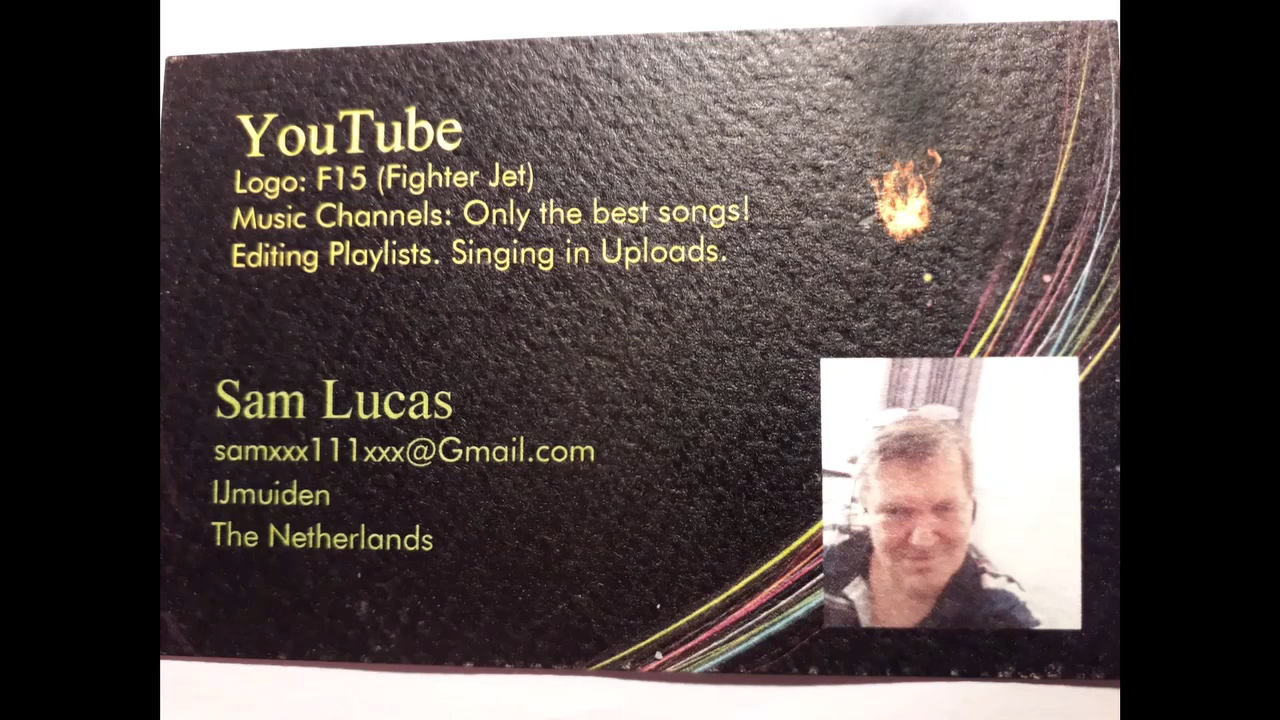 YouTube
Logo: F15 (Fighter Jet)
Music Channels: Only the best songs!
Editing Playlists. Singing in Uploads.
Sam Lucas
samxxx111xxx@Gmail.com
IJmuiden
The Netherlands